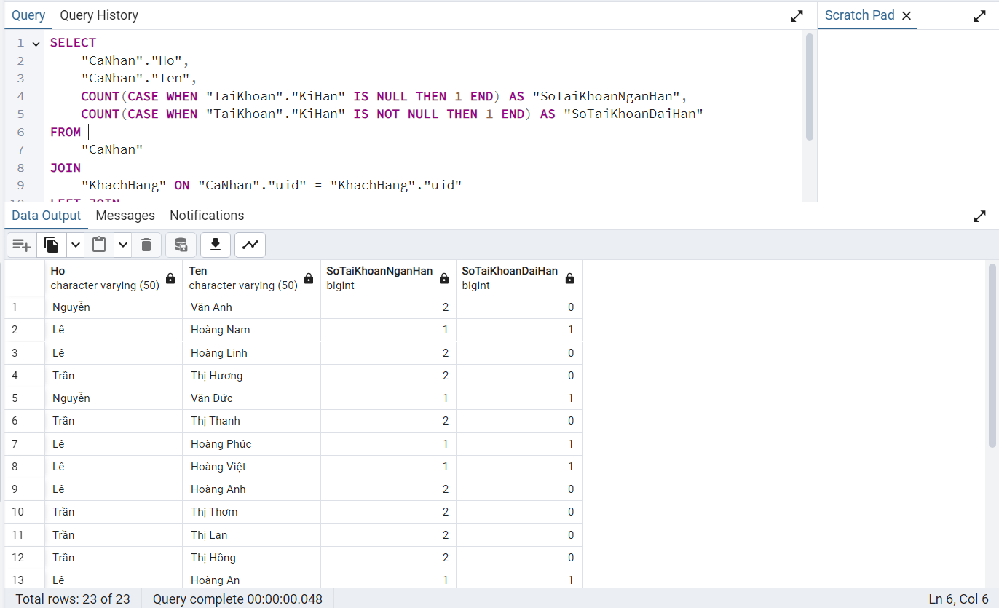 Query Query History Scratch Pad
1 SELECT
2 "CaNhan"."Ho",
3 "CaNhan"."Ten",
4 COUNT(CASE WHEN "TaiKhoan"."KiHan" IS NULL THEN 1 END) AS "SoTaiKhoanNganHan",
5 COUNT(CASE WHEN "TaiKhoan"."KiHan" IS NOT NULL THEN 1 END) AS "SoTaiKhoanDaiHan"
6 FROM
7 "CaNhan"
8 JOIN
9 "KhachHang" ON "CaNhan"."uid" = "KhachHang"."uid"
10 LEFT JOIN
Data Output Messages Notifications
Ho Ten SoTaiKhoanNganHan SoTaiKhoanDaiHan
character varying (50) character varying (50) bigint bigint
1 Nguyễn Văn Anh 2 0
2 Lê Hoàng Nam 1 1
3 Lê Hoàng Linh 2 0
4 Trần Thị Hương 2 0
5 Nguyễn Văn Đức 1 1
6 Trần Thị Thanh 2 0
7 Lê Hoàng Phúc 1 1
8 Lê Hoàng Việt 1 1
9 Lê Hoàng Anh 2 0
10 Trần Thị Thơm 2 0
11 Trần Thị Lan 2 0
12 Trần Thị Hồng 2 0
13 Lê Hoàng An 1 1
Total rows: 23 of 23 Query complete 00:00:00.048 Ln 6, Col 6